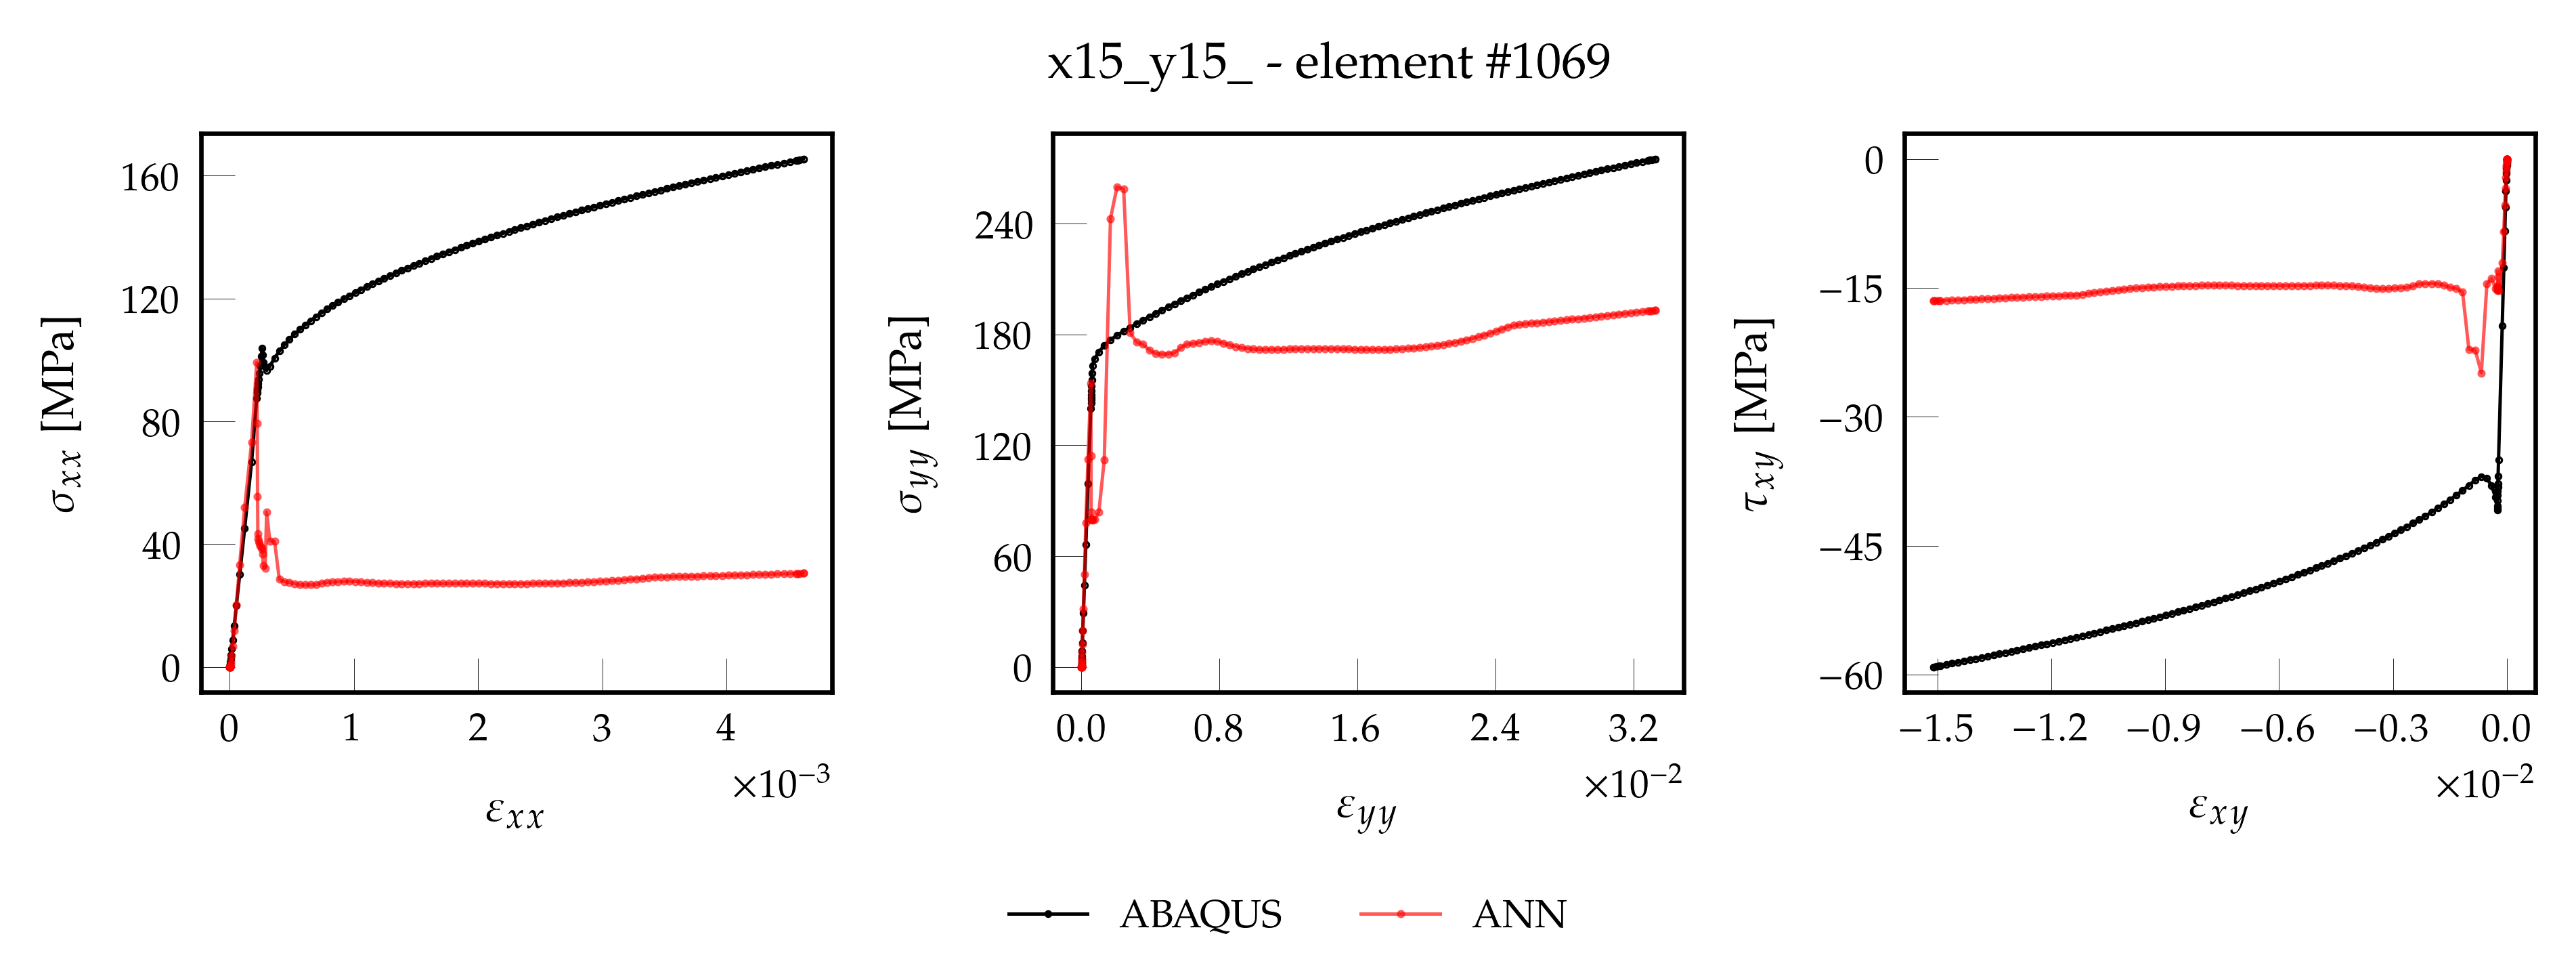 x15_y15_ - element #1069
σxx [MPa]
160
120
80
40
0
0 1 2 3 4
×10⁻³
εxx
σyy [MPa]
240
180
120
60
0
0.0 0.8 1.6 2.4 3.2
×10⁻²
εyy
τxy [MPa]
0
−15
−30
−45
−60
−1.5 −1.2 −0.9 −0.6 −0.3 0.0
×10⁻²
εxy
ABAQUS ANN